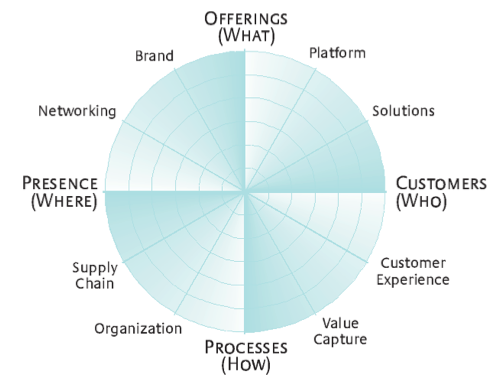 OFFERINGS
(WHAT)
Brand
Platform
Networking
Solutions
PRESENCE
(WHERE)
CUSTOMERS
(WHO)
Supply
Chain
Customer
Experience
Organization
Value
Capture
PROCESSES
(HOW)